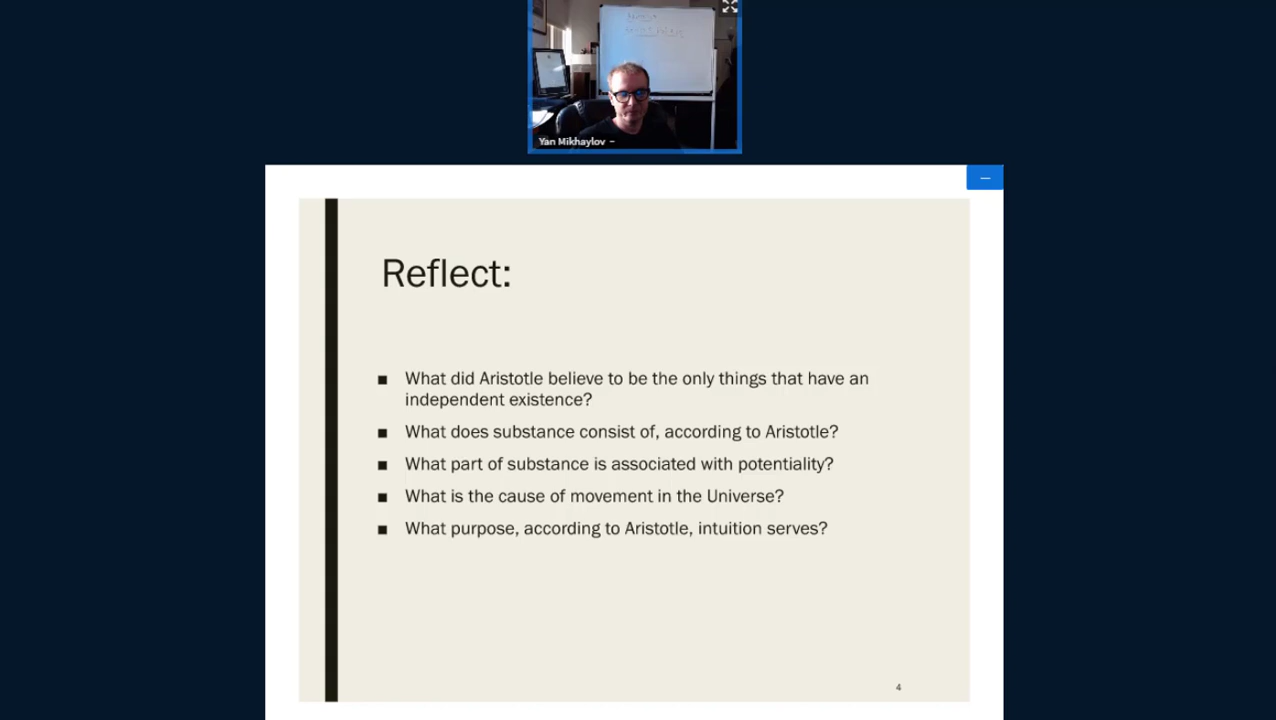 Yan Mikhaylov
Reflect:
■ What did Aristotle believe to be the only things that have an
independent existence?
■ What does substance consist of, according to Aristotle?
■ What part of substance is associated with potentiality?
■ What is the cause of movement in the Universe?
■ What purpose, according to Aristotle, intuition serves?
4